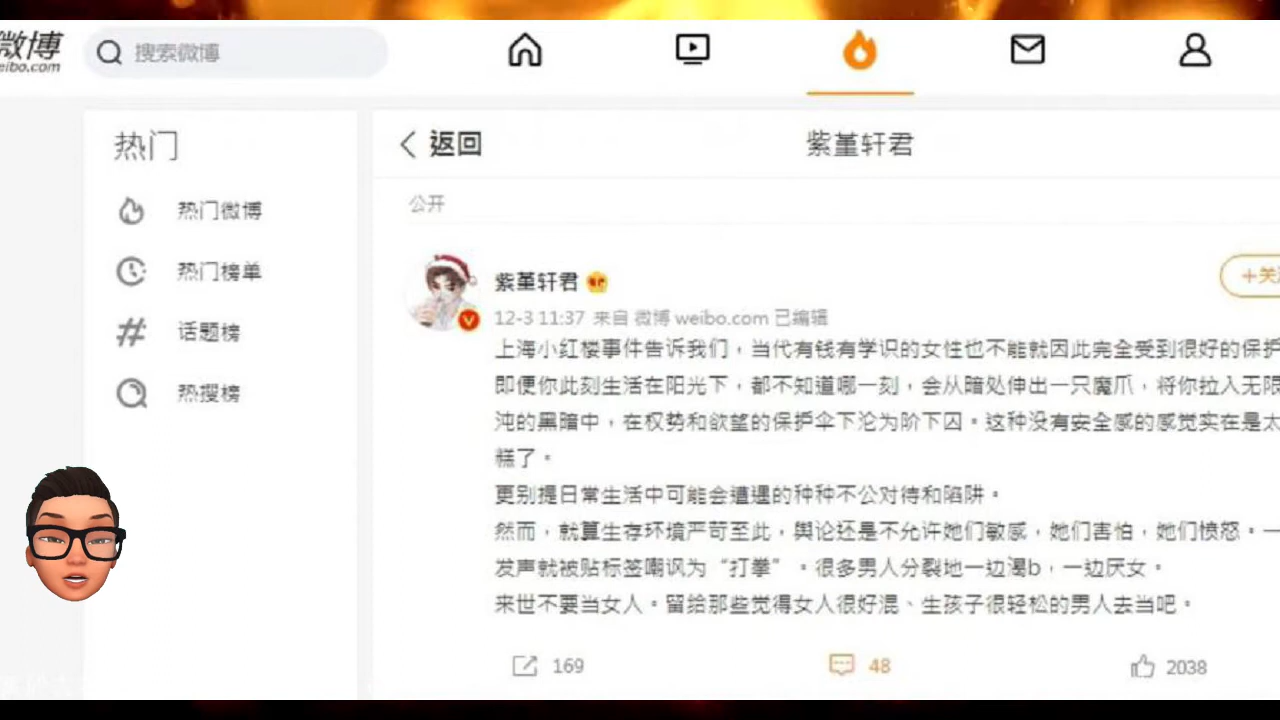 微博
eibo.com
搜索微博
热门
热门微博
热门榜单
话题榜
热搜榜
返回
紫堇轩君
公开
紫堇轩君
+关
12-3 11:37 来自 微博 weibo.com 已编辑
上海小红楼事件告诉我们，当代有钱有学识的女性也不能就因此完全受到很好的保护
即便你此刻生活在阳光下，都不知道哪一刻，会从暗处伸出一只魔爪，将你拉入无限
沌的黑暗中，在权势和欲望的保护伞下沦为阶下囚。这种没有安全感的感觉实在是太
糕了。
更别提日常生活中可能会遭遇的种种不公对待和陷阱。
然而，就算生存环境严苛至此，舆论还是不允许她们敏感，她们害怕，她们愤怒。一
发声就被贴标签嘲讽为“打拳”。很多男人分裂地一边渴b，一边厌女。
来世不要当女人。留给那些觉得女人很好混、生孩子很轻松的男人去当吧。
169
48
2038